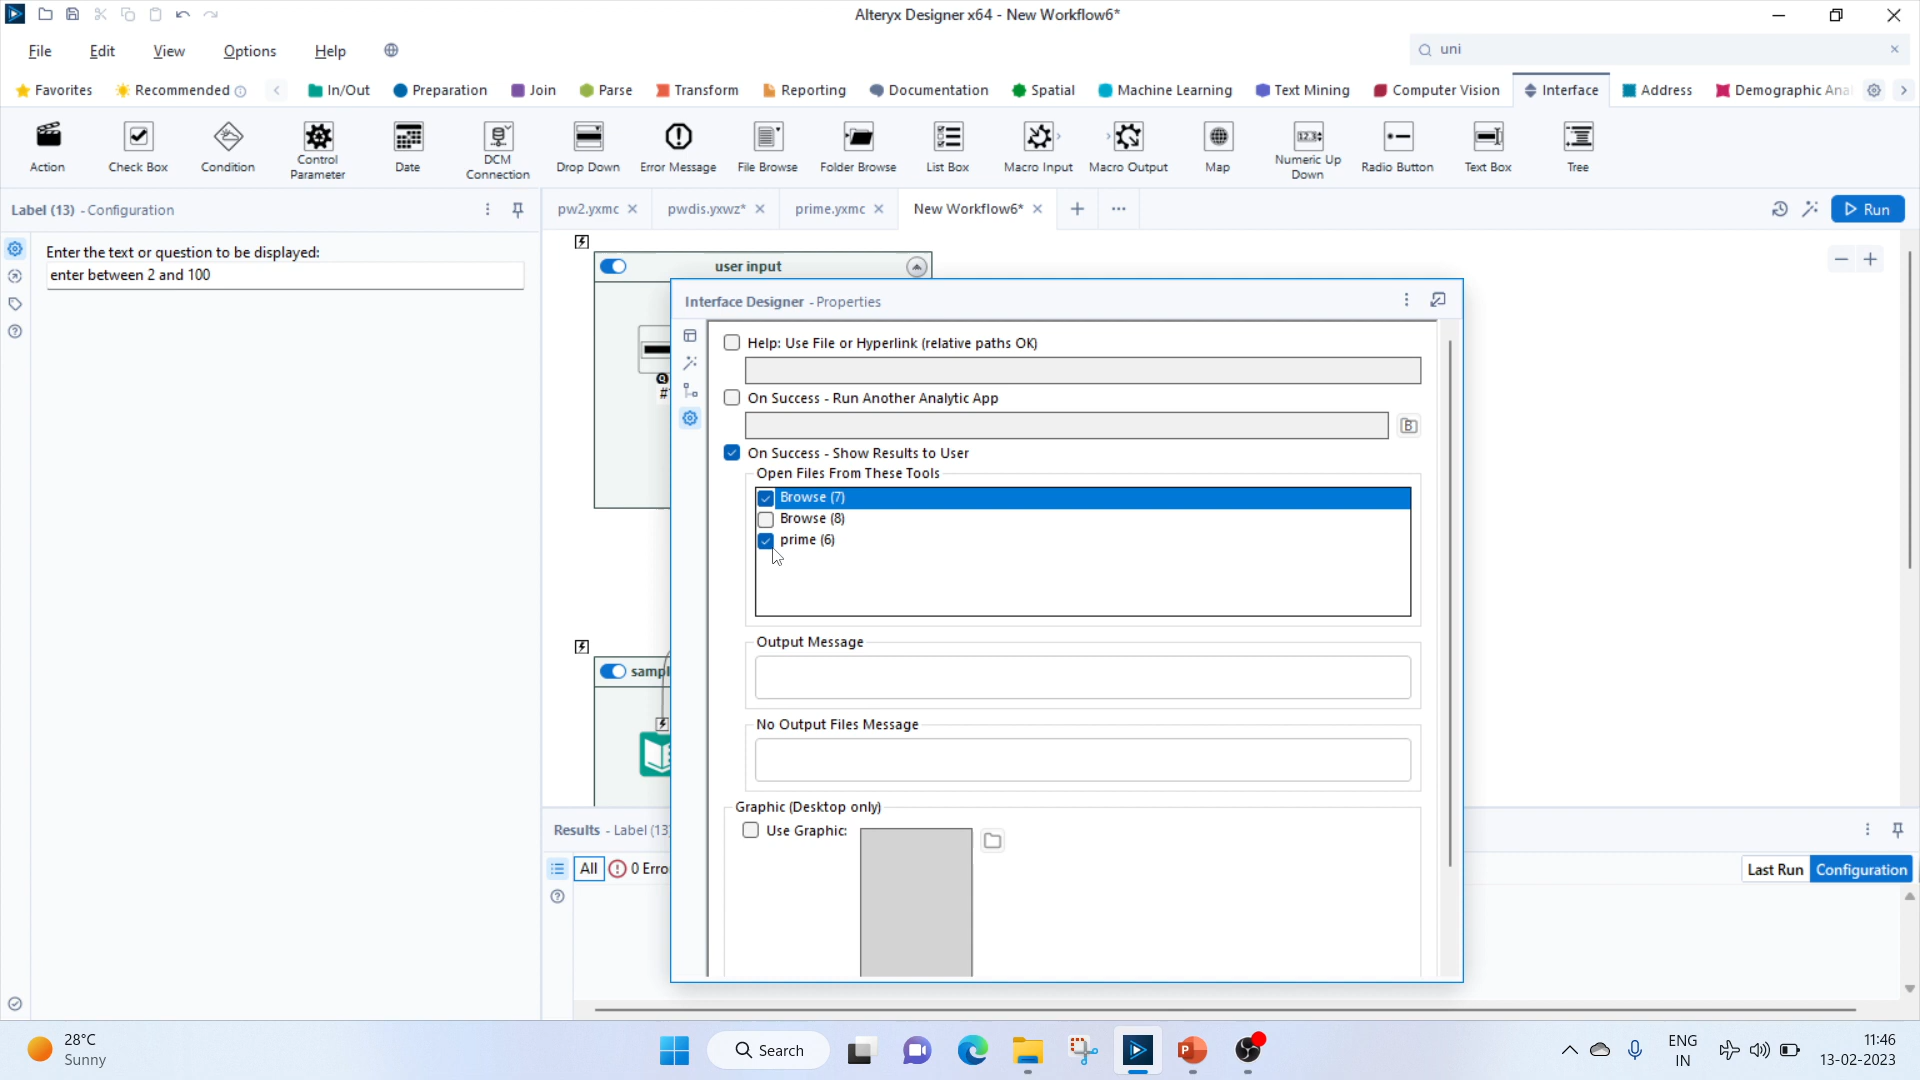 Alteryx Designer x64 - New Workflow6*
File Edit View Options Help
uni
Favorites Recommended In/Out Preparation Join Parse Transform Reporting Documentation Spatial Machine Learning Text Mining Computer Vision Interface Address Demographic Ana
Action Check Box Condition Control Parameter Date DCM Connection Drop Down Error Message File Browse Folder Browse List Box Macro Input Macro Output Map Numeric Up Down Radio Button Text Box Tree
Label (13) - Configuration
pw2.yxmc pwdis.yxwz* prime.yxmc New Workflow6*
Run
Enter the text or question to be displayed:
enter between 2 and 100
user input
Interface Designer - Properties
Help: Use File or Hyperlink (relative paths OK)
On Success - Run Another Analytic App
On Success - Show Results to User
Open Files From These Tools
Browse (7)
Browse (8)
prime (6)
Output Message
sampl
No Output Files Message
Graphic (Desktop only)
Use Graphic:
Results - Label (13
All 0 Erro
Last Run Configuration
28°C
Sunny
Search
ENG
IN
11:46
13-02-2023